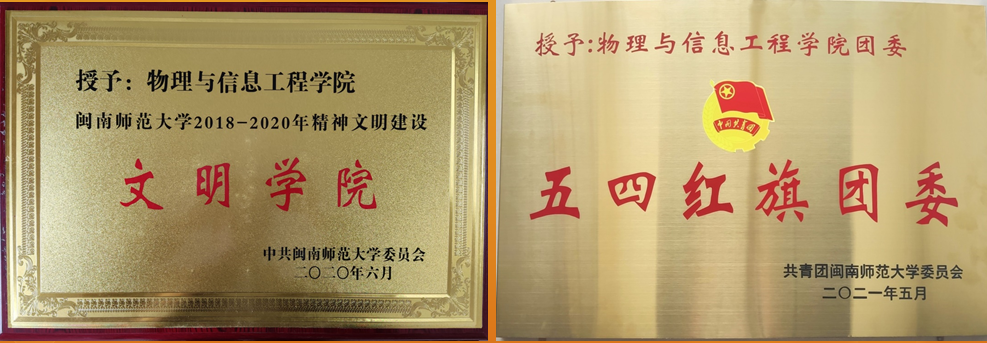 授予：物理与信息工程学院
闽南师范大学2018-2020年精神文明建设
文明学院
中共闽南师范大学委员会
二〇二〇年六月
授予:物理与信息工程学院团委
中国共青团
五四红旗团委
共青团闽南师范大学委员会
二〇二一年五月